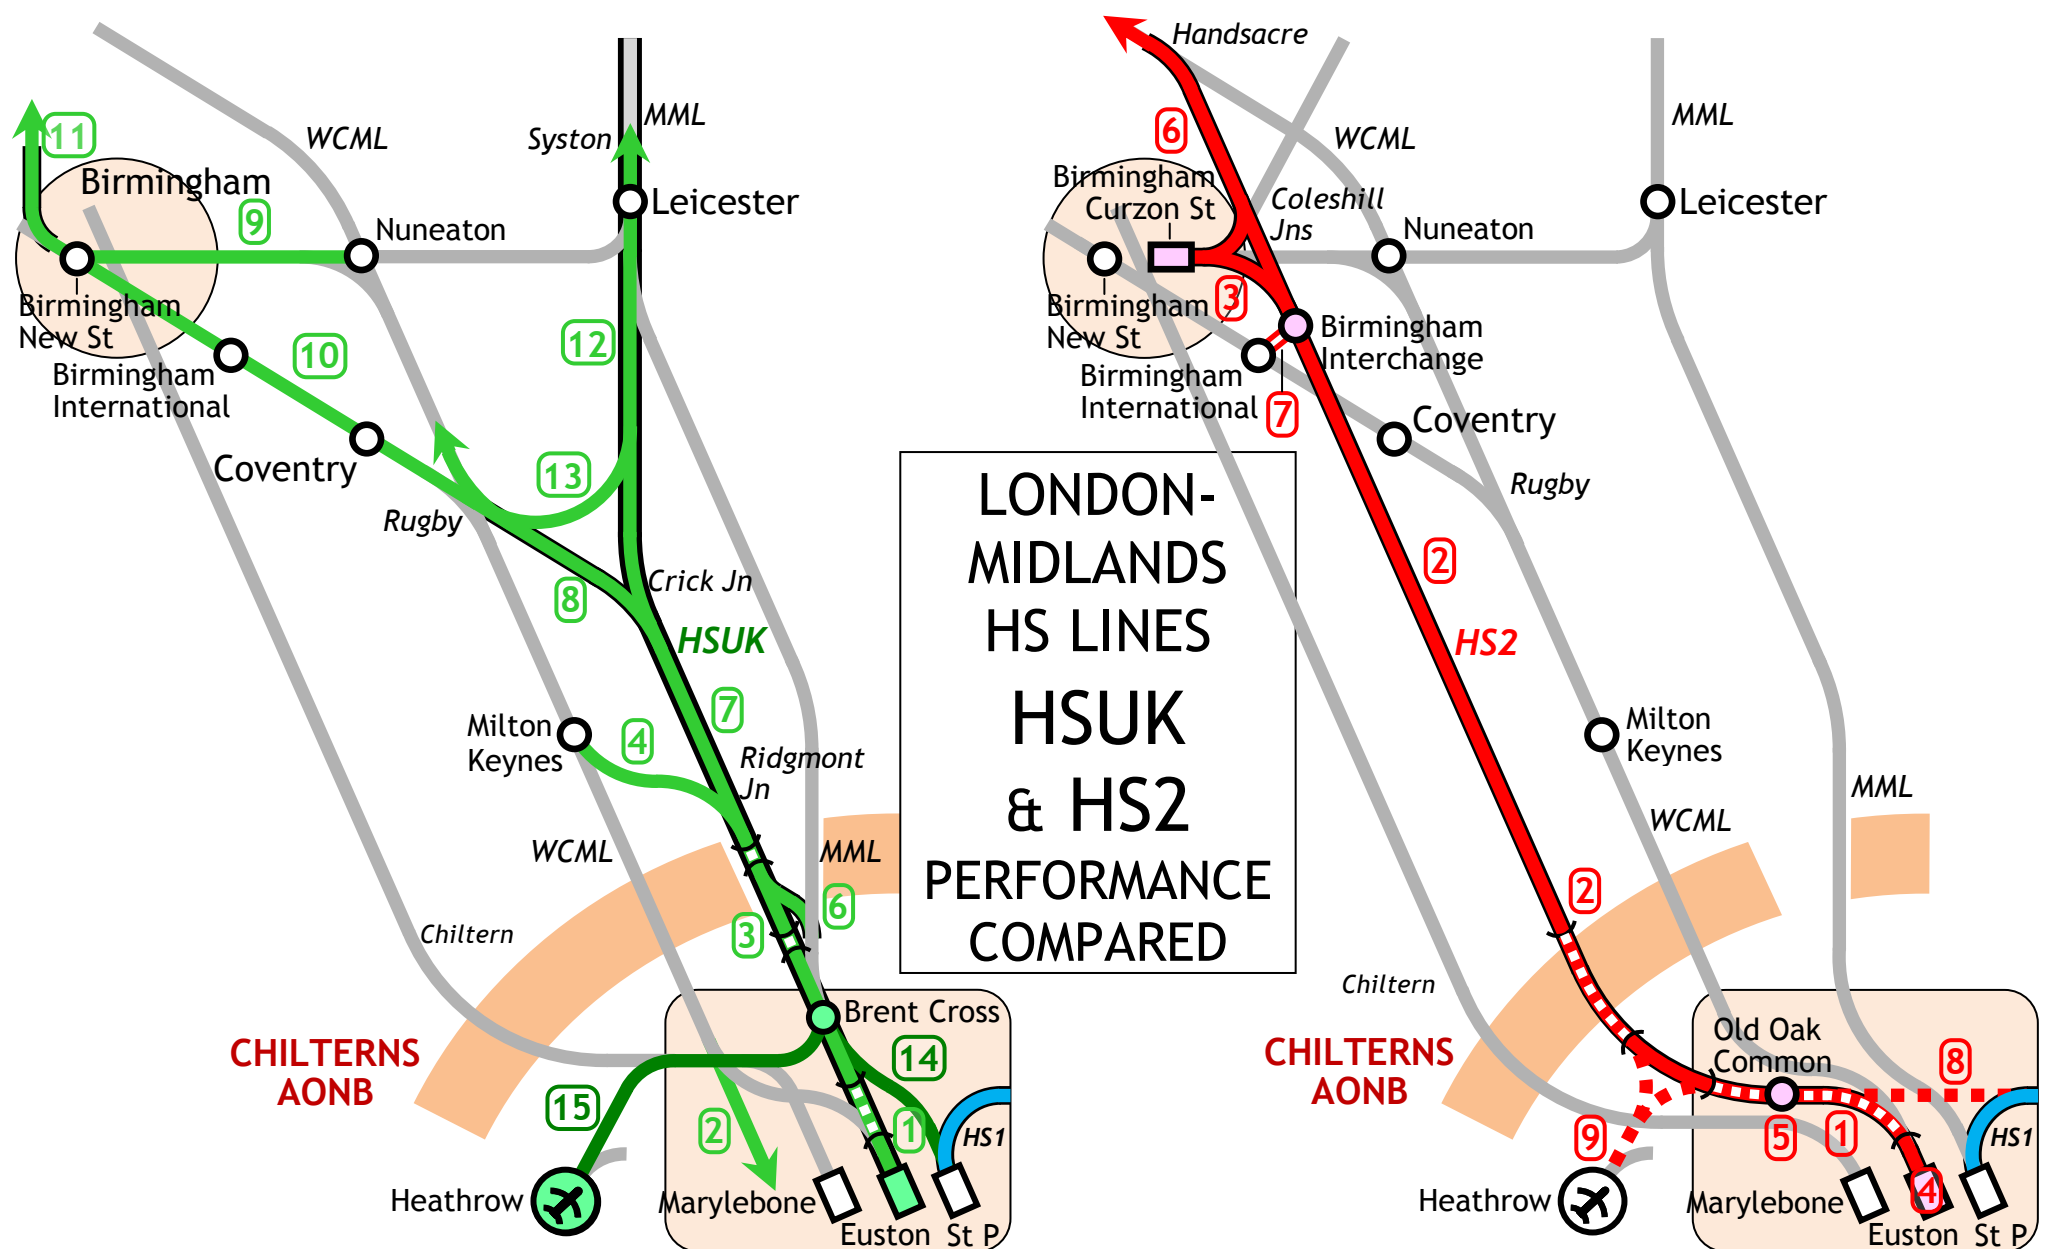 11
Birmingham
9
WCML
Nuneaton
Syston
MML
Leicester
Birmingham
New St
10
Birmingham
International
12
Coventry
13
Rugby
8
Crick Jn
HSUK
7
Milton
Keynes
4
Ridgmont
Jn
WCML
MML
6
3
Chiltern
CHILTERNS
AONB
Brent Cross
14
15
2
1
HS1
Heathrow
Marylebone
Euston
St P
LONDON-
MIDLANDS
HS LINES
HSUK
& HS2
PERFORMANCE
COMPARED
Handsacre
6
WCML
MML
Birmingham
Curzon St
Coleshill
Jns
Nuneaton
Leicester
3
Birmingham
New St
Birmingham
Interchange
Birmingham
International
7
Coventry
Rugby
2
HS2
Milton
Keynes
MML
WCML
2
Chiltern
CHILTERNS
AONB
Old Oak
Common
8
9
5
1
HS1
Heathrow
Marylebone
4
Euston
St P